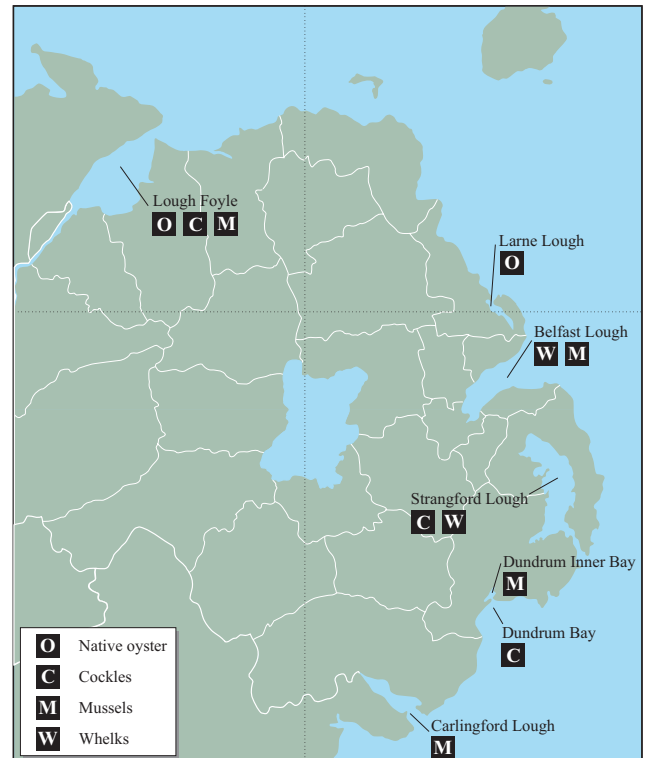 Lough Foyle
O C M
Larne Lough
O
Belfast Lough
W M
Strangford Lough
C W
Dundrum Inner Bay
M
Dundrum Bay
C
Carlingford Lough
M
O Native oyster
C Cockles
M Mussels
W Whelks